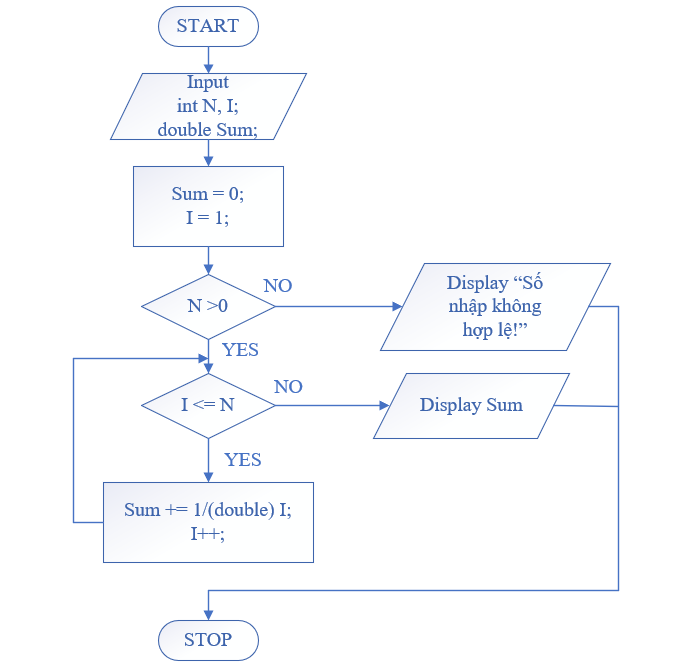 START
Input
int N, I;
double Sum;
Sum = 0;
I = 1;
N >0
NO
Display “Số
nhập không
hợp lệ!”
YES
I <= N
NO
Display Sum
YES
Sum += 1/(double) I;
I++;
STOP